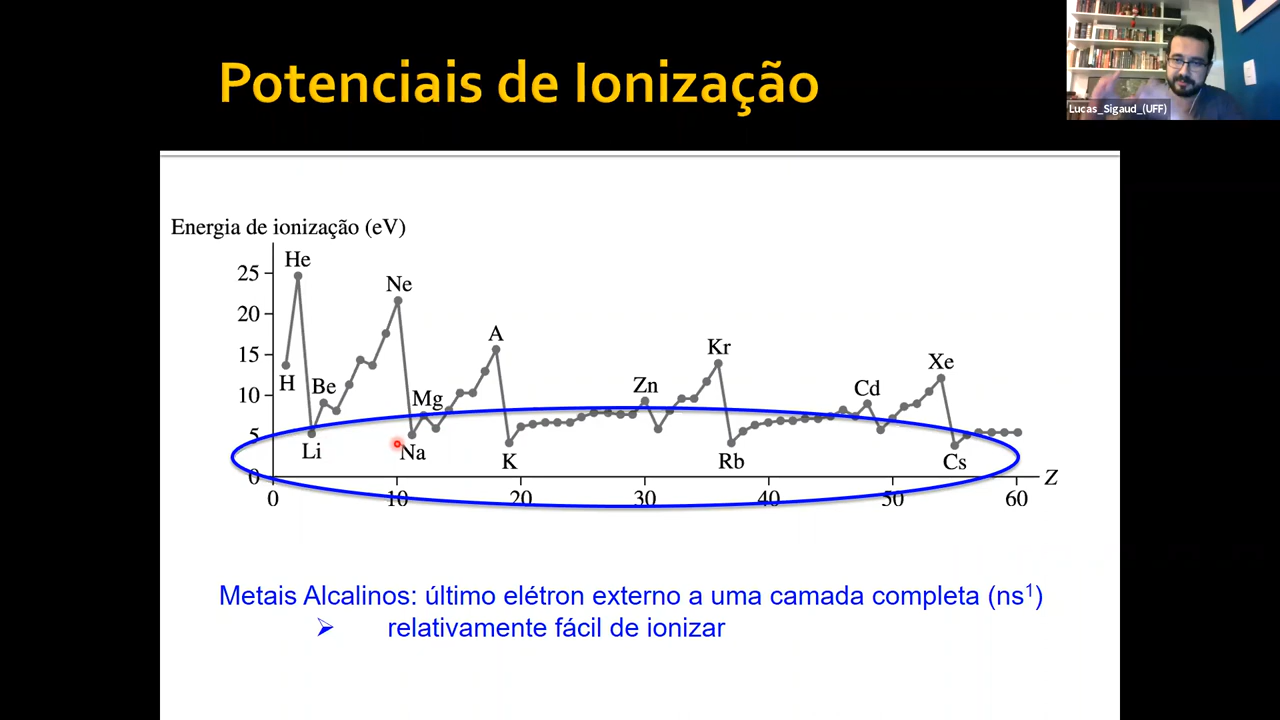 Potenciais de Ionização
Lucas_Sigaud_(UFF)
Energia de ionização (eV)
He
25
Ne
20
A
Kr
15
Xe
H
Be
Zn
Cd
10
Mg
5
Li
Na
K
Rb
Cs
0
Z
0
10
20
30
40
50
60
Metais Alcalinos: último elétron externo a uma camada completa (ns¹)
➢ relativamente fácil de ionizar